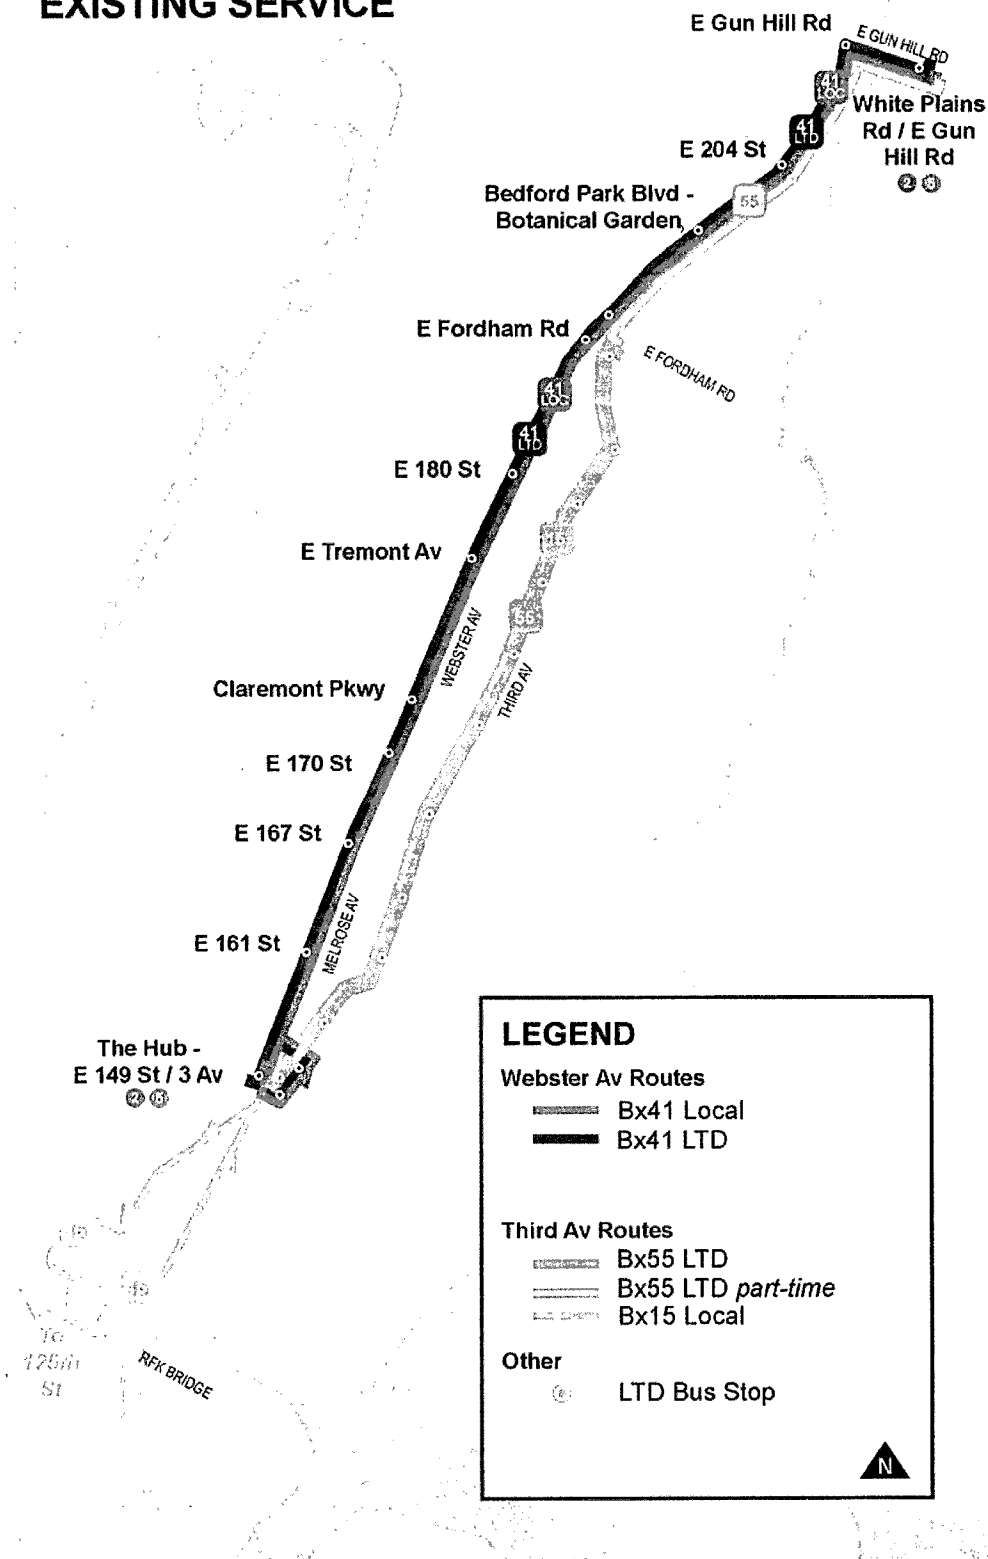 EXISTING SERVICE
E Gun Hill Rd
E GUN HILL RD
41
LOC
White Plains
Rd / E Gun
Hill Rd
2
41
LTD
E 204 St
Bedford Park Blvd -
Botanical Garden
55
E Fordham Rd
E FORDHAM RD
41
LOC
41
LTD
E 180 St
E Tremont Av
55
WEBSTER AV
THIRD AV
Claremont Pkwy
E 170 St
E 167 St
MELROSE AV
E 161 St
The Hub -
E 149 St / 3 Av
2
To
125th
St
RFK BRIDGE
LEGEND
Webster Av Routes
Bx41 Local
Bx41 LTD
Third Av Routes
Bx55 LTD
Bx55 LTD part-time
Bx15 Local
Other
LTD Bus Stop
N